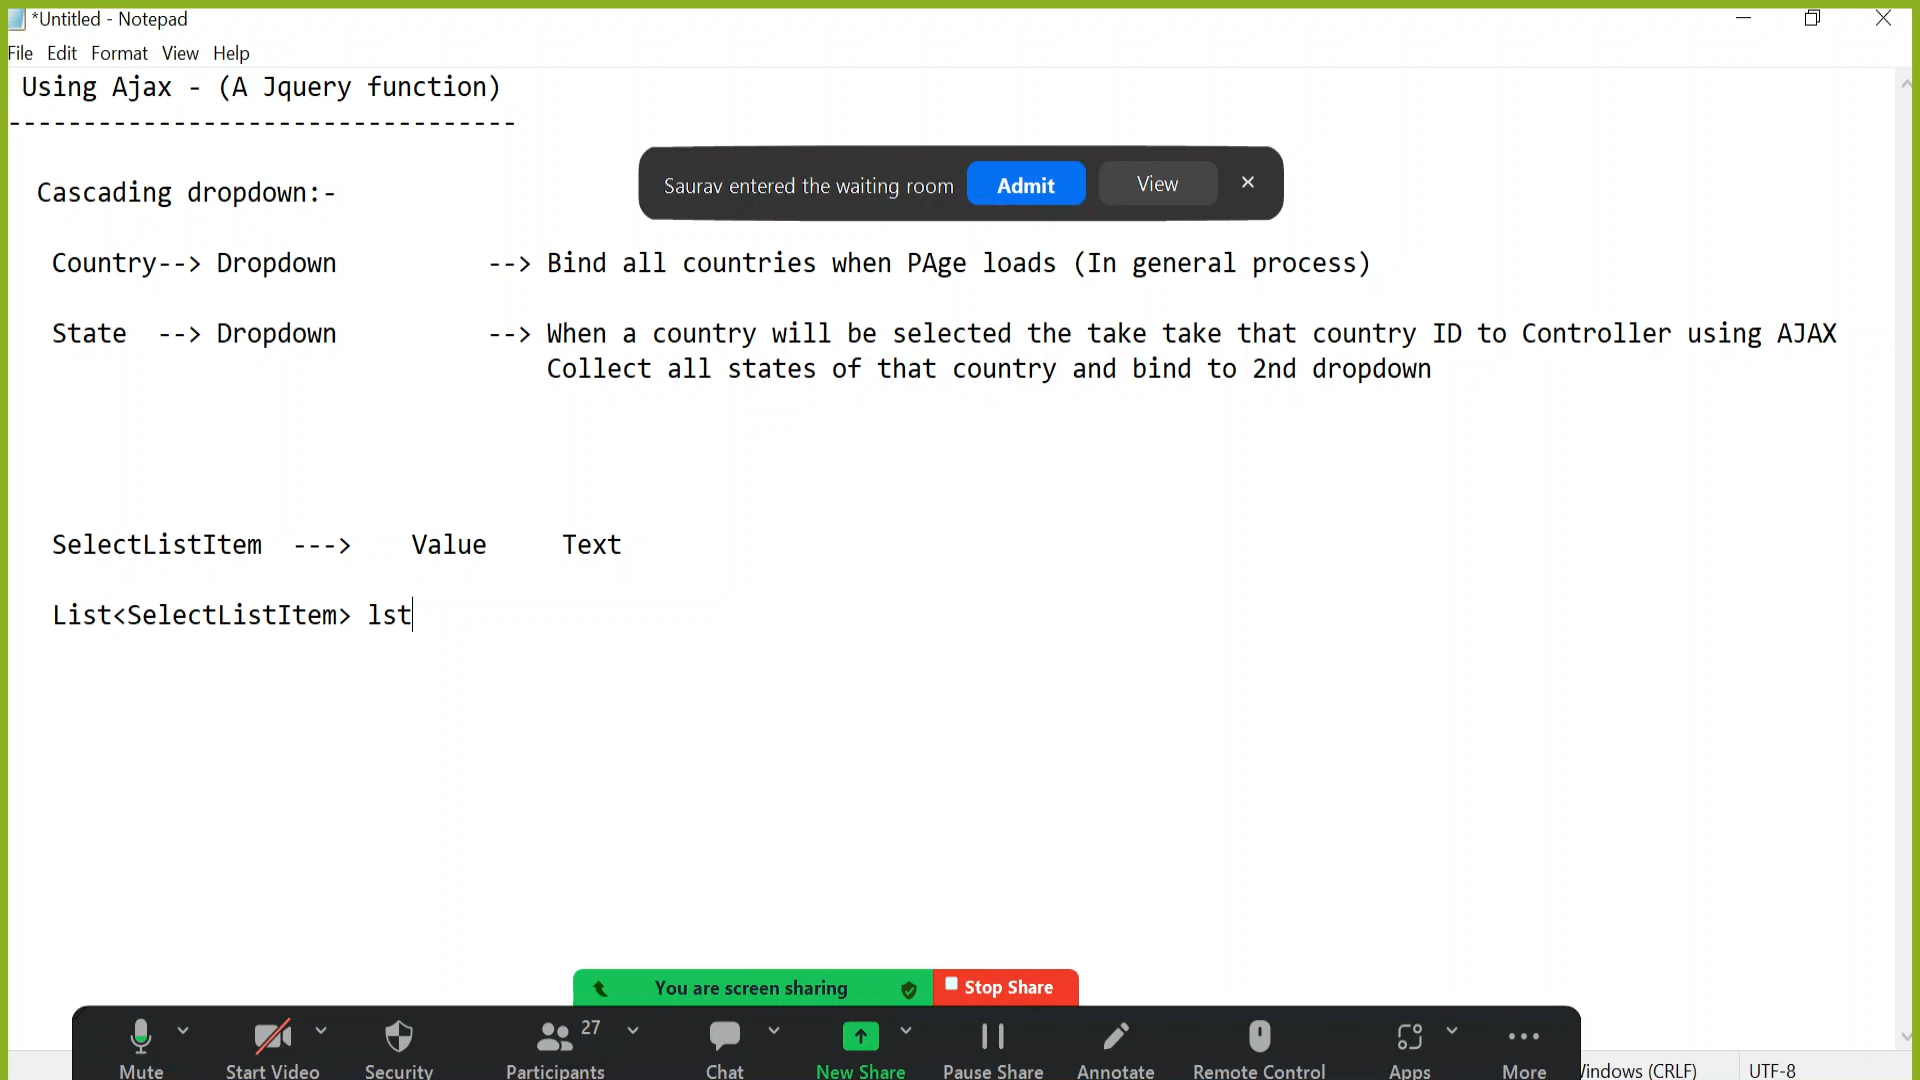 *Untitled - Notepad
File Edit Format View Help
Using Ajax - (A Jquery function)
----------------------------------
Saurav entered the waiting room Admit View
Cascading dropdown:-
Country--> Dropdown --> Bind all countries when PAge loads (In general process)
State --> Dropdown --> When a country will be selected the take take that country ID to Controller using AJAX
Collect all states of that country and bind to 2nd dropdown
SelectListItem ---> Value Text
List<SelectListItem> lst
You are screen sharing Stop Share
27
Mute Start Video Security Participants Chat New Share Pause Share Annotate Remote Control Apps More
Windows (CRLF) UTF-8